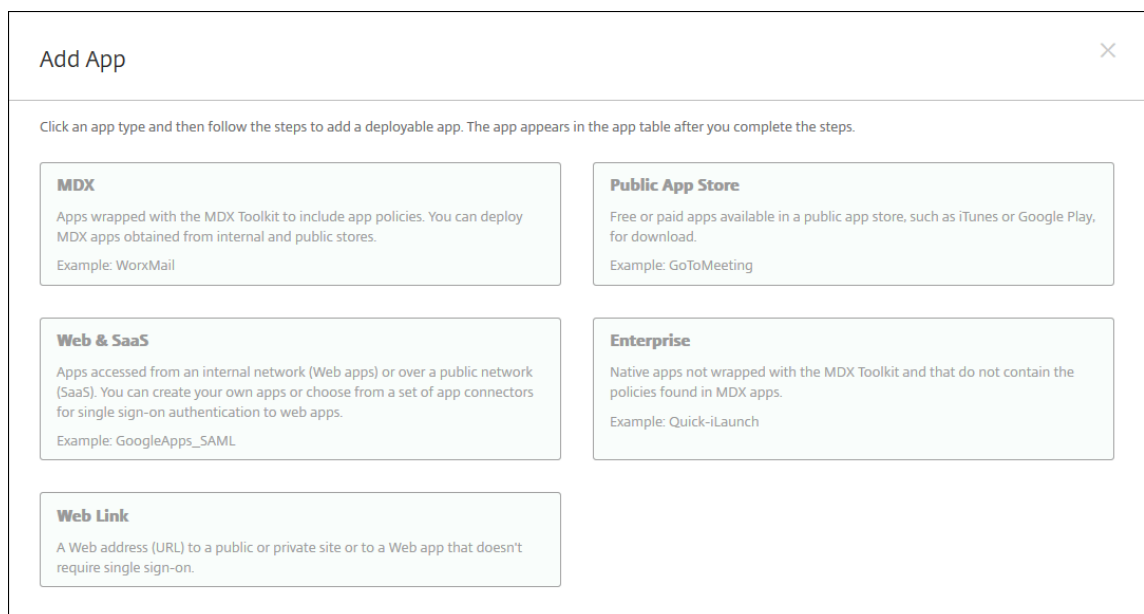 Add App
Click an app type and then follow the steps to add a deployable app. The app appears in the app table after you complete the steps.
MDX
Apps wrapped with the MDX Toolkit to include app policies. You can deploy
MDX apps obtained from internal and public stores.
Example: WorxMail
Public App Store
Free or paid apps available in a public app store, such as iTunes or Google Play,
for download.
Example: GoToMeeting
Web & SaaS
Apps accessed from an internal network (Web apps) or over a public network
(SaaS). You can create your own apps or choose from a set of app connectors
for single sign-on authentication to web apps.
Example: GoogleApps_SAML
Enterprise
Native apps not wrapped with the MDX Toolkit and that do not contain the
policies found in MDX apps.
Example: Quick-iLaunch
Web Link
A Web address (URL) to a public or private site or to a Web app that doesn't
require single sign-on.